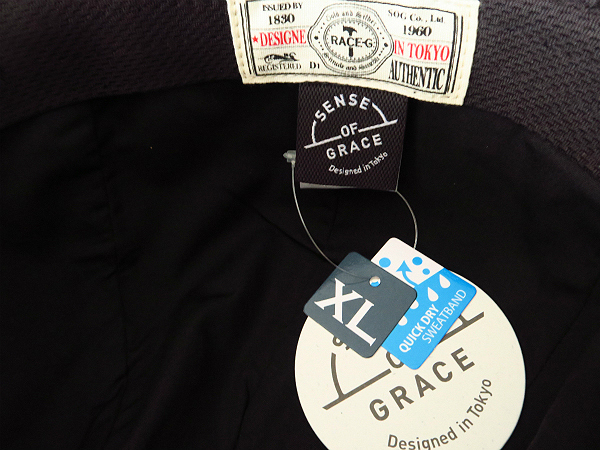 ISSUED BY
1830
SOG Co., Ltd
1960
★DESIGNE
RACE-G
IN TOKYO
REGISTERED
D1
AUTHENTIC
SENSE
OF
GRACE
Designed in Tokyo
XL
QUICK DRY
SWEATBAND
GRACE
Designed in Tokyo